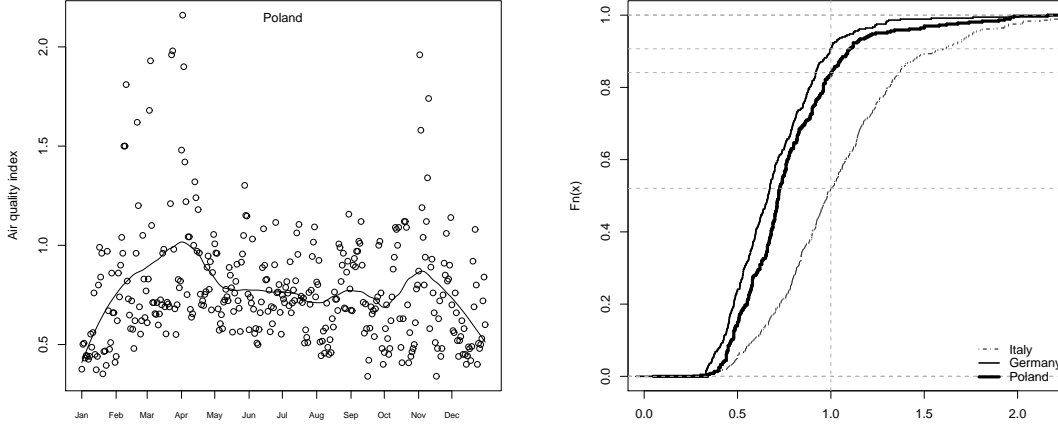 Poland
Air quality index
2.0
1.5
1.0
0.5
Jan Feb Mar Apr May Jun Jul Aug Sep Oct Nov Dec
Fn(x)
1.0
0.8
0.6
0.4
0.2
0.0
0.0 0.5 1.0 1.5 2.0
Italy
Germany
Poland